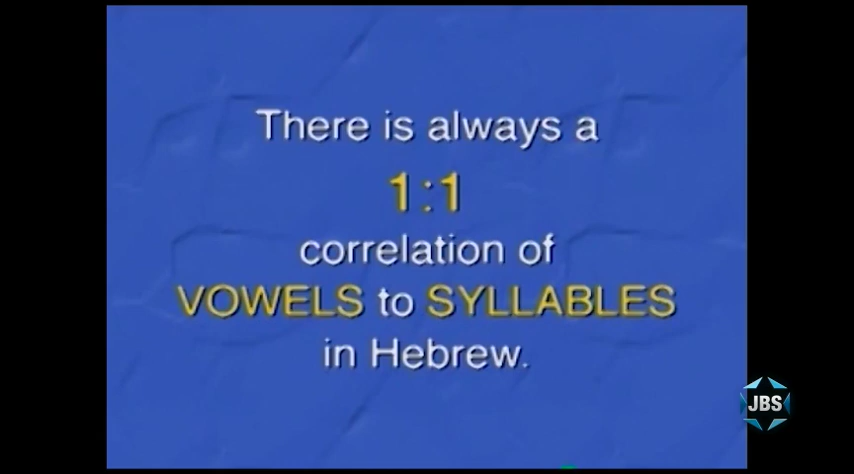 There is always a
1:1
correlation of
VOWELS to SYLLABLES
in Hebrew.
JBS